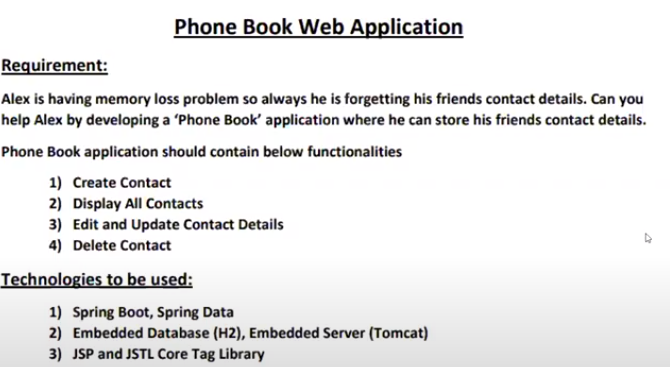 Phone Book Web Application
Requirement:
Alex is having memory loss problem so always he is forgetting his friends contact details. Can you
help Alex by developing a ‘Phone Book’ application where he can store his friends contact details.
Phone Book application should contain below functionalities
1) Create Contact
2) Display All Contacts
3) Edit and Update Contact Details
4) Delete Contact
Technologies to be used:
1) Spring Boot, Spring Data
2) Embedded Database (H2), Embedded Server (Tomcat)
3) JSP and JSTL Core Tag Library